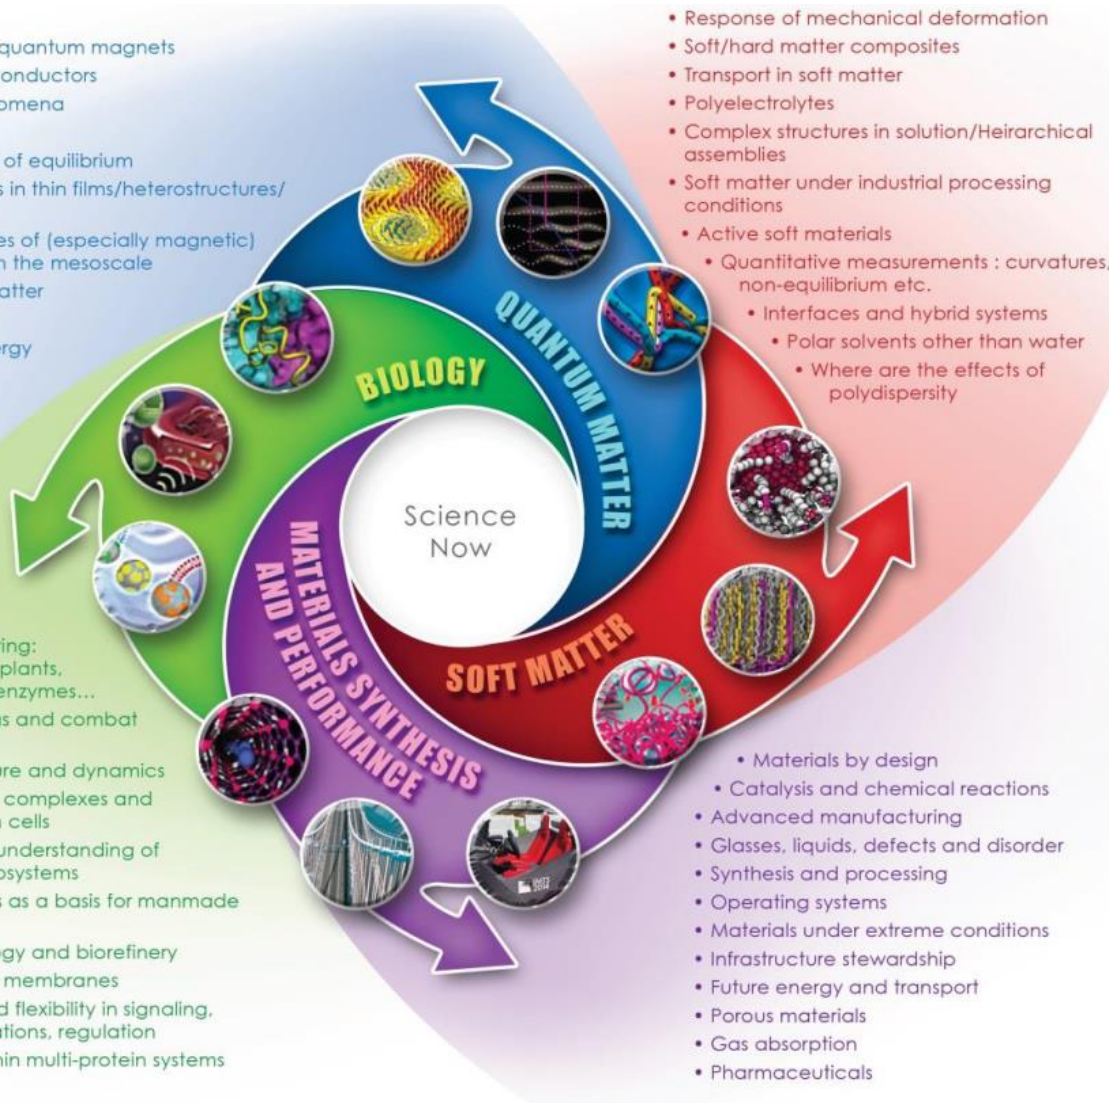 quantum magnets
onductors
omena
of equilibrium
s in thin films/heterostructures/
es of (especially magnetic)
n the mesoscale
atter
ergy
• Response of mechanical deformation
• Soft/hard matter composites
• Transport in soft matter
• Polyelectrolytes
• Complex structures in solution/Heirarchical
assemblies
• Soft matter under industrial processing
conditions
• Active soft materials
• Quantitative measurements : curvatures,
non-equilibrium etc.
• Interfaces and hybrid systems
• Polar solvents other than water
• Where are the effects of
polydispersity
QUANTUM MATTER
BIOLOGY
Science
Now
MATERIALS SYNTHESIS
AND PERFORMANCE
SOFT MATTER
ring:
plants,
enzymes...
us and combat
ure and dynamics
complexes and
n cells
understanding of
osystems
s as a basis for manmade
gy and biorefinery
membranes
d flexibility in signaling,
ations, regulation
hin multi-protein systems
IMTS
2014
• Materials by design
• Catalysis and chemical reactions
• Advanced manufacturing
• Glasses, liquids, defects and disorder
• Synthesis and processing
• Operating systems
• Materials under extreme conditions
• Infrastructure stewardship
• Future energy and transport
• Porous materials
• Gas absorption
• Pharmaceuticals